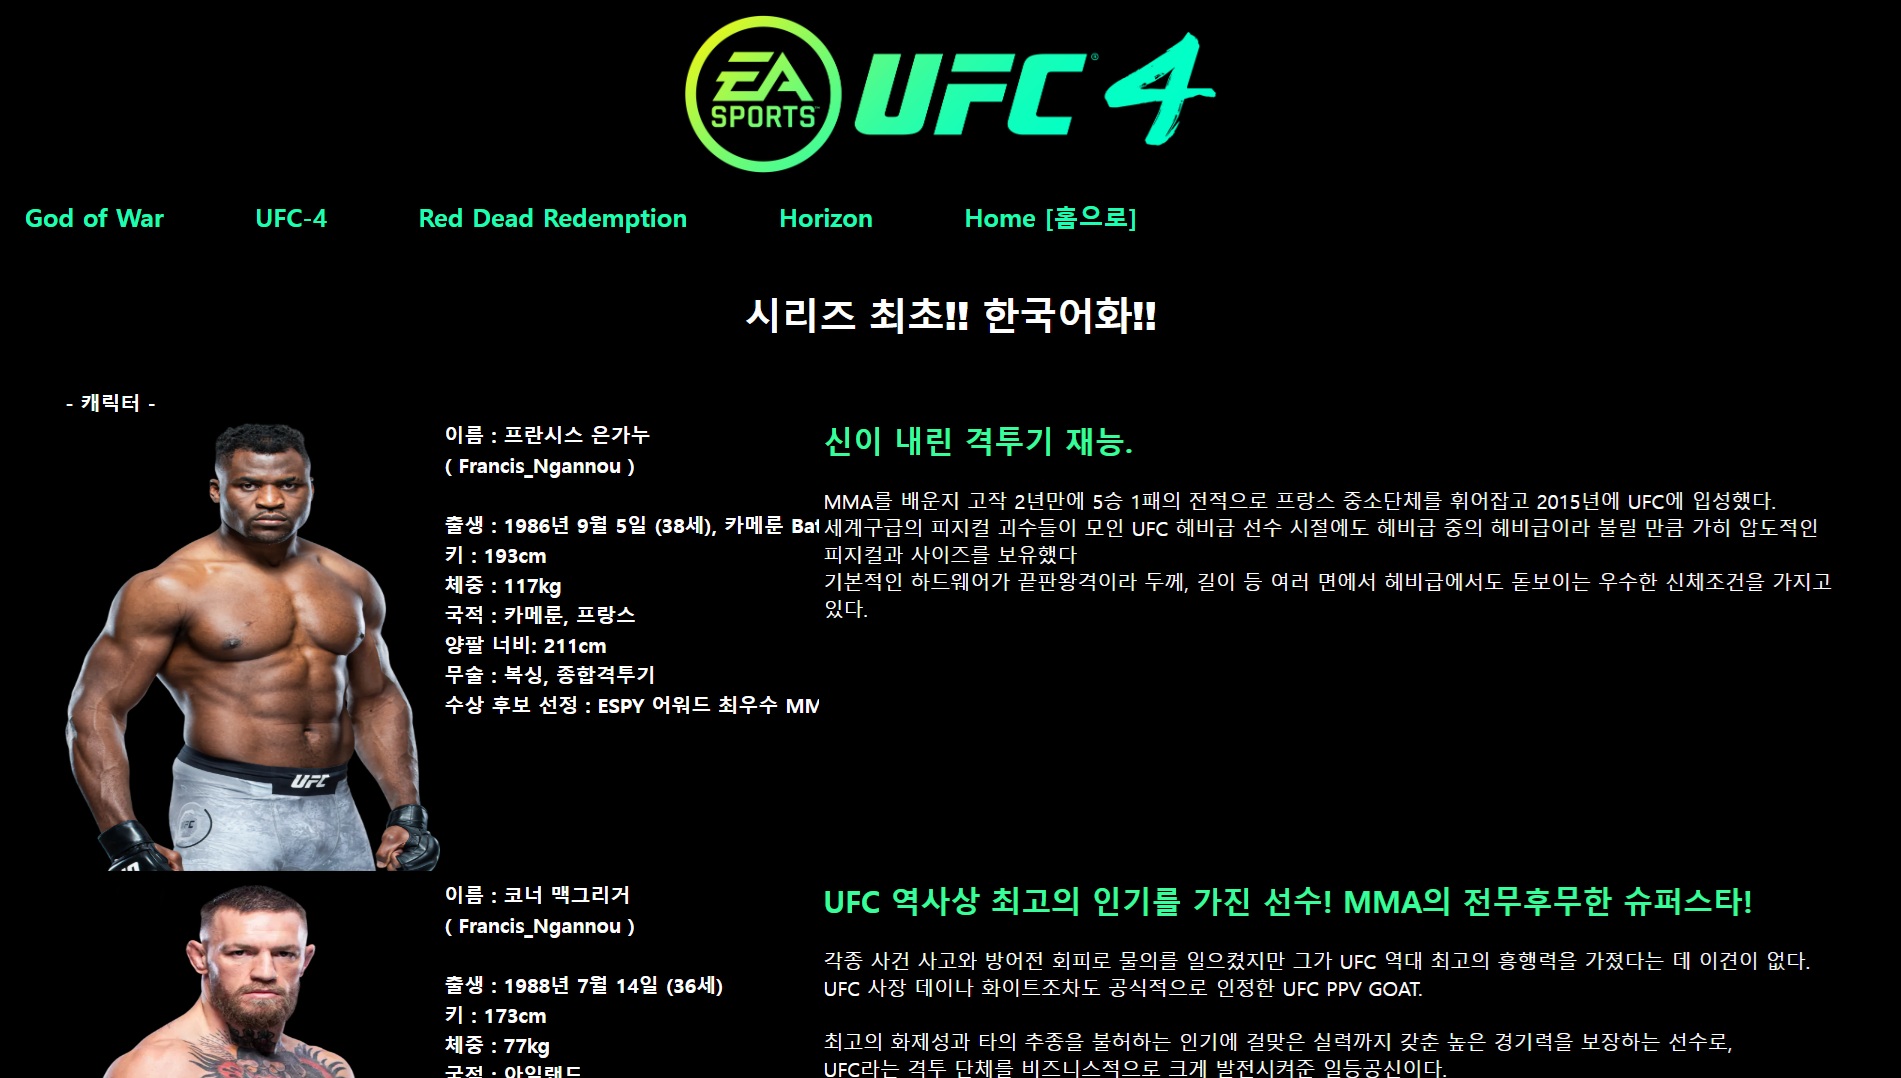 EA
SPORTS™
UFC® 4
God of War
UFC-4
Red Dead Redemption
Horizon
Home [홈으로]
시리즈 최초!! 한국어화!!
- 캐릭터 -
이름 : 프란시스 은가누
( Francis_Ngannou )
출생 : 1986년 9월 5일 (38세), 카메룬 Bat
키 : 193cm
체중 : 117kg
국적 : 카메룬, 프랑스
양팔 너비: 211cm
무술 : 복싱, 종합격투기
수상 후보 선정 : ESPY 어워드 최우수 MM
신이 내린 격투기 재능.
MMA를 배운지 고작 2년만에 5승 1패의 전적으로 프랑스 중소단체를 휘어잡고 2015년에 UFC에 입성했다.
세계구급의 피지컬 괴수들이 모인 UFC 헤비급 선수 시절에도 헤비급 중의 헤비급이라 불릴 만큼 가히 압도적인
피지컬과 사이즈를 보유했다
기본적인 하드웨어가 끝판왕격이라 두께, 길이 등 여러 면에서 헤비급에서도 돋보이는 우수한 신체조건을 가지고
있다.
UFC
UFC
이름 : 코너 맥그리거
( Francis_Ngannou )
출생 : 1988년 7월 14일 (36세)
키 : 173cm
체중 : 77kg
국적 : 아일랜드
UFC 역사상 최고의 인기를 가진 선수! MMA의 전무후무한 슈퍼스타!
각종 사건 사고와 방어전 회피로 물의를 일으켰지만 그가 UFC 역대 최고의 흥행력을 가졌다는 데 이견이 없다.
UFC 사장 데이나 화이트조차도 공식적으로 인정한 UFC PPV GOAT.
최고의 화제성과 타의 추종을 불허하는 인기에 걸맞은 실력까지 갖춘 높은 경기력을 보장하는 선수로,
UFC라는 격투 단체를 비즈니스적으로 크게 발전시켜준 일등공신이다.